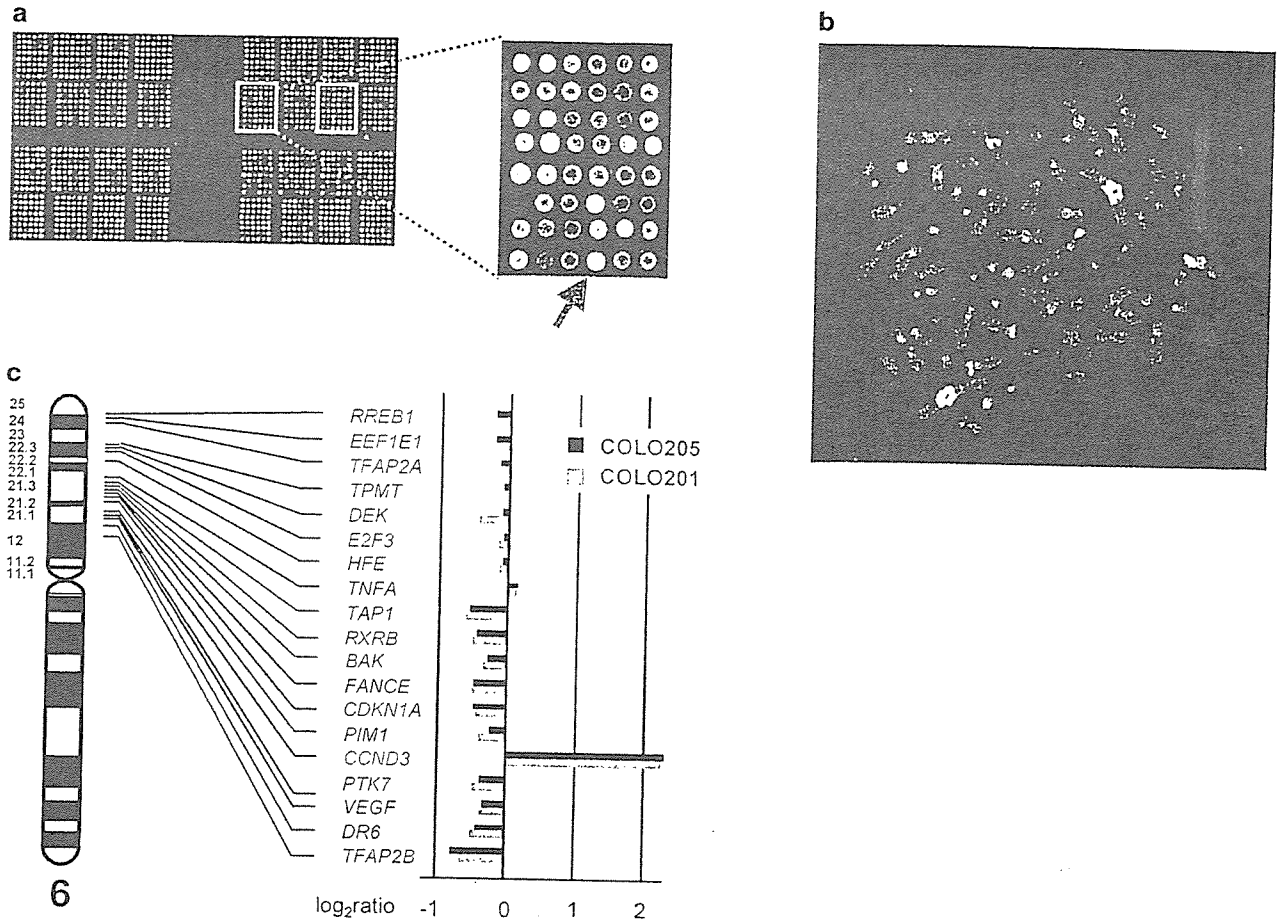 a
b
c
25
24
23
22.3
22.2
22.1
21.3
21.2
21.1
12
11.2
11.1
6
RREB1
EEF1E1
TFAP2A
TPMT
DEK
E2F3
HFE
TNFA
TAP1
RXRB
BAK
FANCE
CDKN1A
PIM1
CCND3
PTK7
VEGF
DR6
TFAP2B
COLO205
COLO201
log2ratio -1 0 1 2